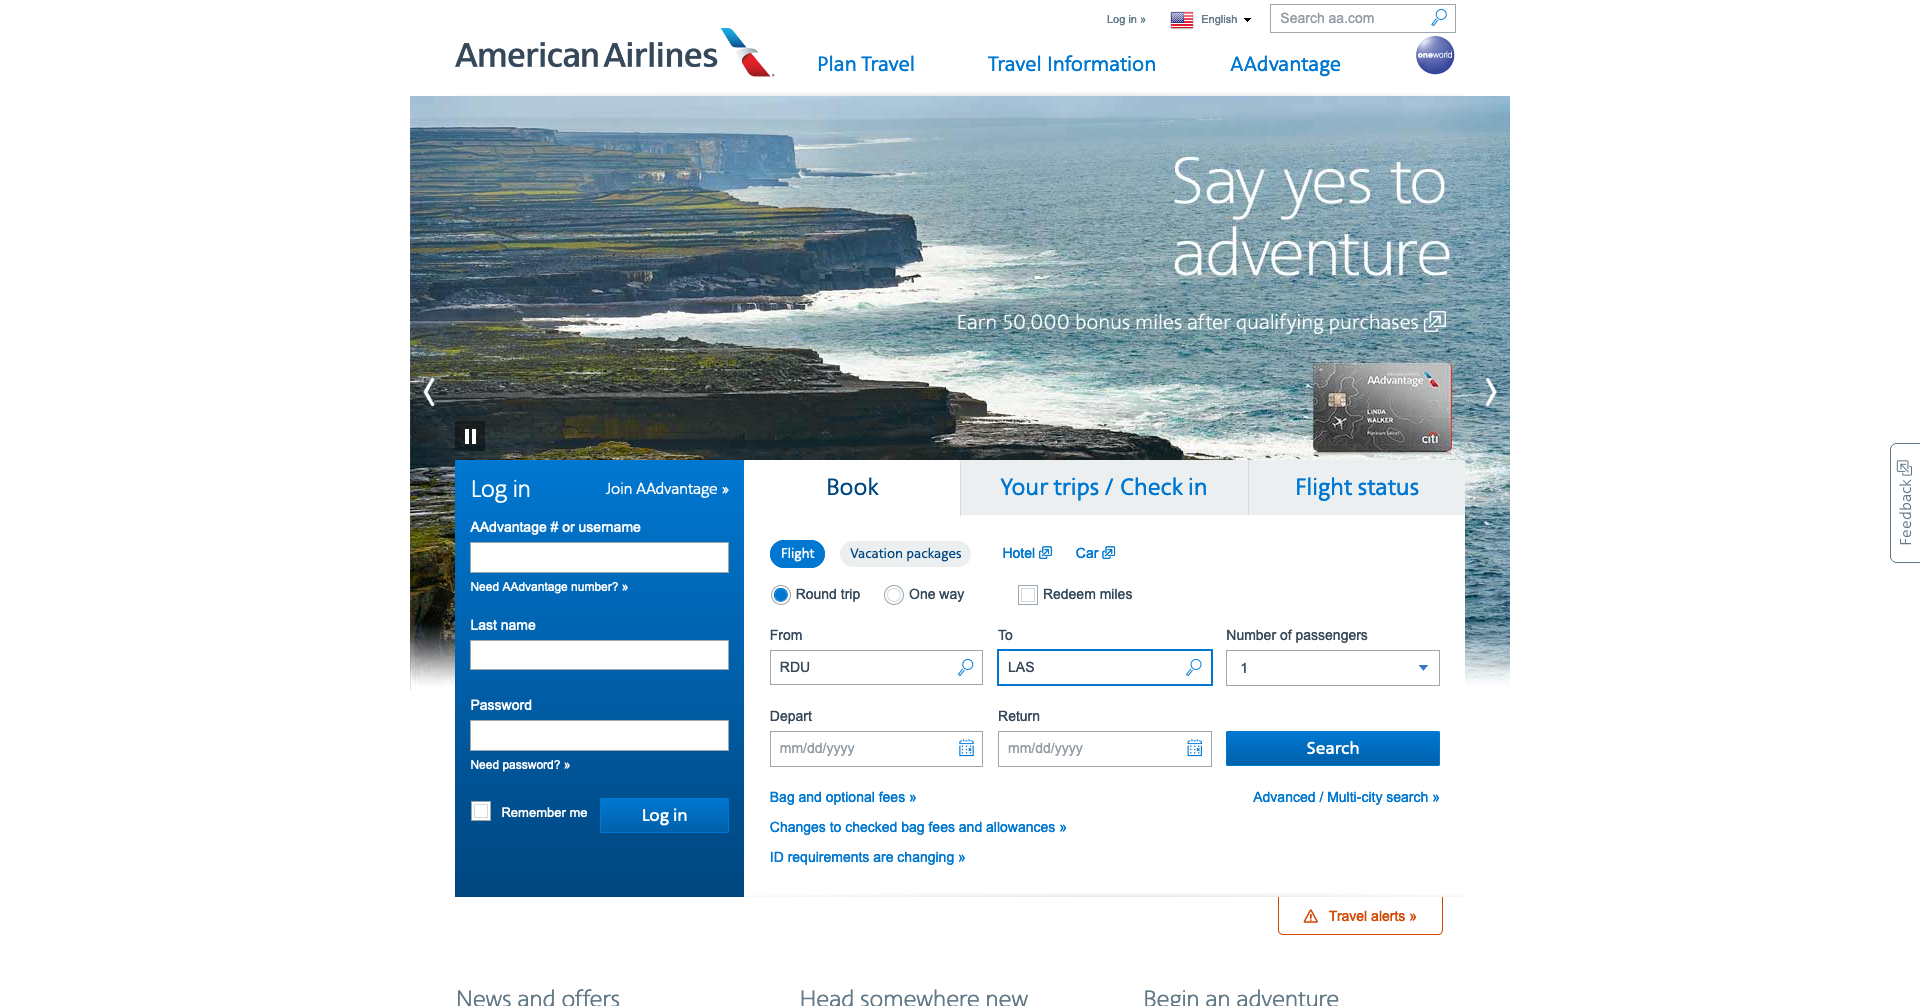 Log in »
English
Search aa.com
American Airlines
Plan Travel
Travel Information
AAdvantage
oneworld
Say yes to
adventure
Earn 50,000 bonus miles after qualifying purchases
AAdvantage
LINDA
WALKER
Platinum Select
citi
Feedback
Log in
Join AAdvantage »
AAdvantage # or username
Need AAdvantage number? »
Last name
Password
Need password? »
Remember me
Log in
Book
Your trips / Check in
Flight status
Flight
Vacation packages
Hotel
Car
Round trip
One way
Redeem miles
From
To
Number of passengers
RDU
LAS
1
Depart
Return
mm/dd/yyyy
mm/dd/yyyy
Search
Bag and optional fees »
Advanced / Multi-city search »
Changes to checked bag fees and allowances »
ID requirements are changing »
Travel alerts »
News and offers
Head somewhere new
Begin an adventure